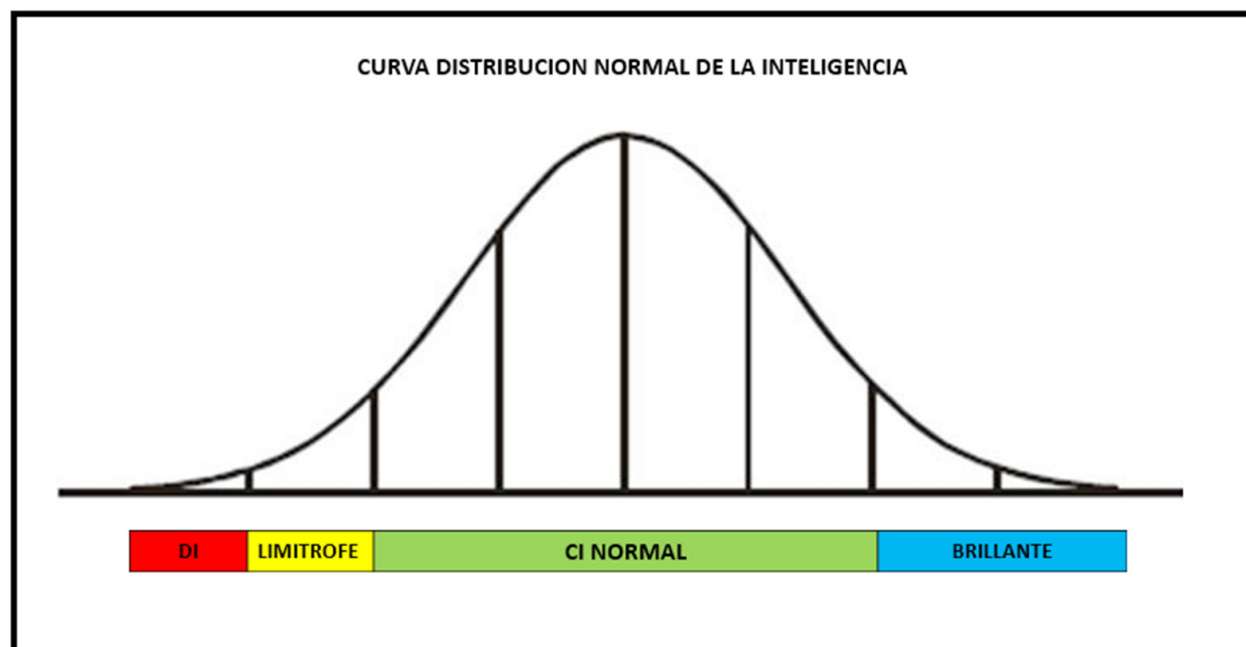 CURVA DISTRIBUCION NORMAL DE LA INTELIGENCIA
DI
LIMITROFE
CI NORMAL
BRILLANTE